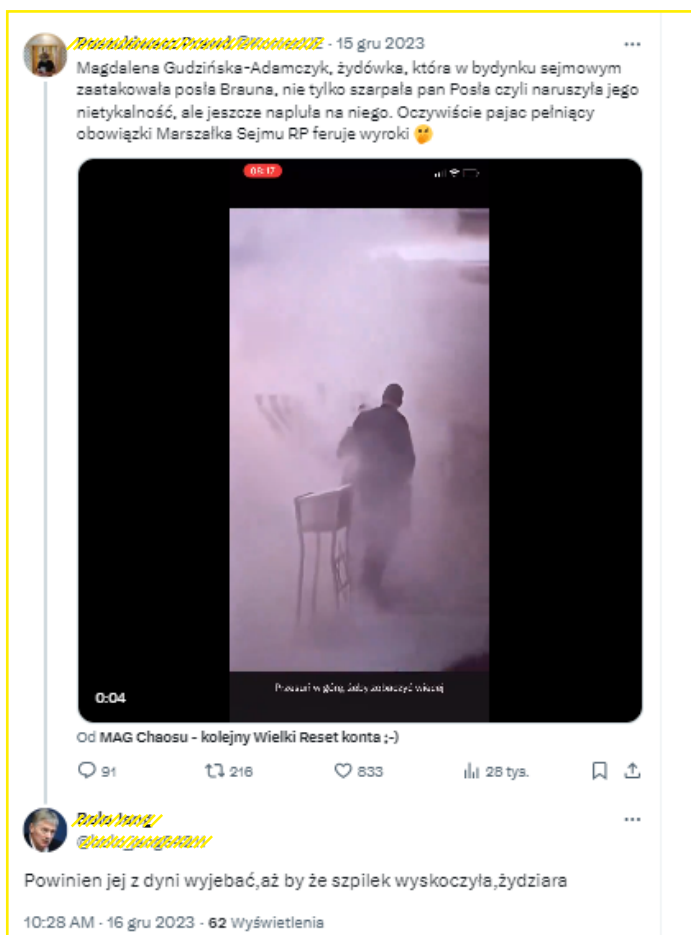 · 15 gru 2023
Magdalena Gudzińska-Adamczyk, żydówka, która w bydynku sejmowym
zaatakowała posła Brauna, nie tylko szarpała pan Posła czyli naruszyła jego
nietykalność, ale jeszcze napluła na niego. Oczywiście pajac pełniący
obowiązki Marszałka Sejmu RP feruje wyroki 🤔
08:17
Przesuń w górę, żeby zobaczyć więcej
0:04
Od MAG Chaosu - kolejny Wielki Reset konta ;-)
91 216 833 28 tys.
Powinien jej z dyni wyjebać,aż by że szpilek wyskoczyła,żydziara
10:28 AM · 16 gru 2023 · 62 Wyświetlenia